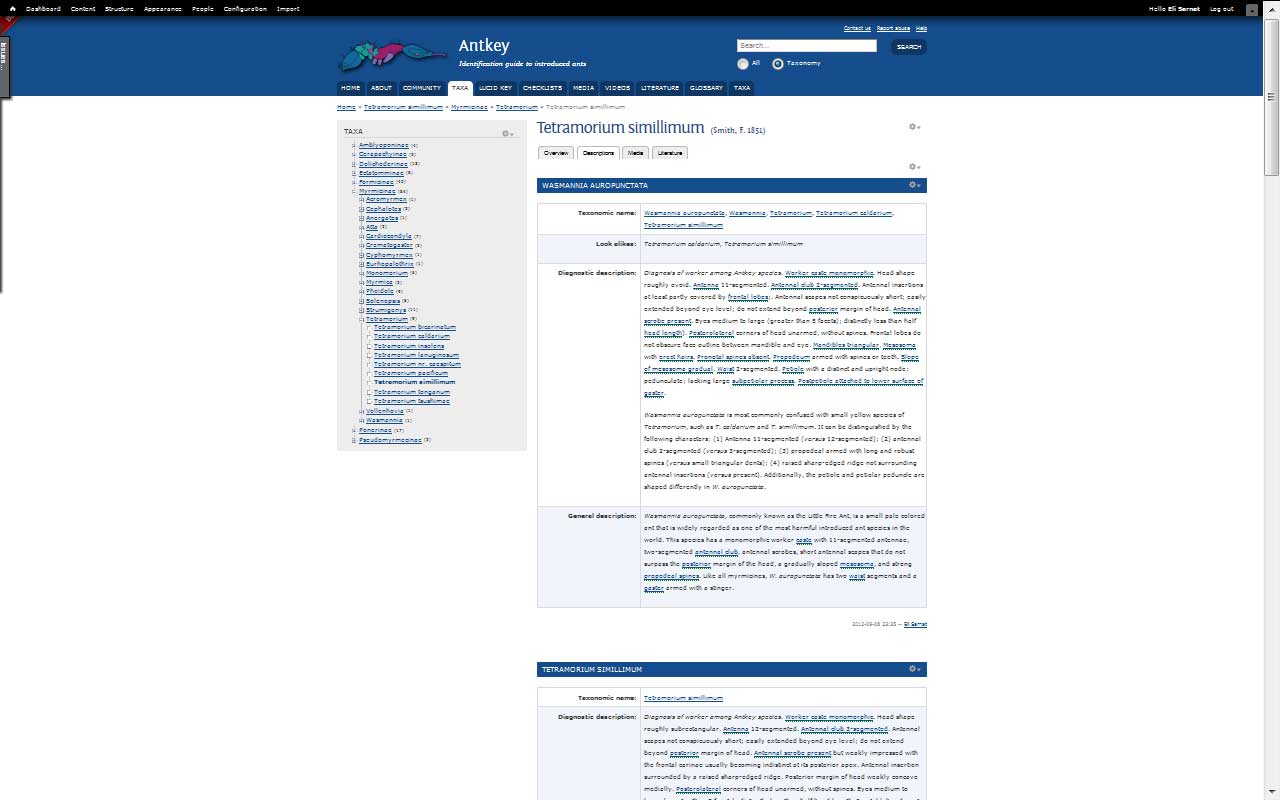 Dashboard Content Structure Appearance People Configuration Import Hello Eli Sarnat Log out
Contact us Report abuse Help
Antkey
Search... SEARCH
Identification guide to introduced ants
All Taxonomy
HOME ABOUT COMMUNITY TAXA LUCID KEY CHECKLISTS MEDIA VIDEOS LITERATURE GLOSSARY TAXA
Home » Tetramorium simillimum » Myrmicinae » Tetramorium » Tetramorium simillimum
TAXA
Amblyoponinae
Cerapachyinae
Dolichoderinae
Ectatomminae
Formicinae
Myrmicinae
Acromyrmex (1)
Cephalotes
Anergates (1)
Atta
Cardiocondyla
Crematogaster
Cyphomyrmex
Eurhopalothrix (1)
Monomorium
Myrmica
Pheidole
Solenopsis
Strumigenys (11)
Tetramorium (9)
Tetramorium bicarinatum
Tetramorium caldarium
Tetramorium insolens
Tetramorium lanuginosum
Tetramorium nr. caespitum
Tetramorium pacificum
Tetramorium simillimum
Tetramorium tonganum
Tetramorium tsushimae
Vollenhovia (1)
Wasmannia (1)
Ponerinae (17)
Pseudomyrmecinae
Tetramorium simillimum (Smith, F. 1851)
Overview Descriptions Media Literature
WASMANNIA AUROPUNCTATA
Taxonomic name: Wasmannia auropunctata, Wasmannia, Tetramorium, Tetramorium caldarium,
Tetramorium simillimum
Look alikes: Tetramorium caldarium, Tetramorium simillimum
Diagnostic description: Diagnosis of worker among Antkey species. Worker caste monomorphic. Head shape
roughly ovoid. Antenna 11-segmented. Antennal club 2-segmented. Antennal insertions
at least partly covered by frontal lobes;. Antennal scapes not conspicuously short; easily
extended beyond eye level; do not extend beyond posterior margin of head. Antennal
scrobe present. Eyes medium to large (greater than 5 facets); distinctly less than half
head length). Posterolateral corners of head unarmed, without spines. Frontal lobes do
not obscure face outline between mandible and eye. Mandibles triangular. Mesosoma
with erect hairs. Pronotal spines absent. Propodeum armed with spines or teeth. Slope
of mesosoma gradual. Waist 2-segmented. Petiole with a distinct and upright node;
pedunculate; lacking large subpetiolar process. Postpetiole attached to lower surface of
gaster.
Wasmannia auropunctata is most commonly confused with small yellow species of
Tetramorium, such as T. caldarium and T. simillimum. It can be distinguished by the
following characters: (1) Antenna 11-segmented (versus 12-segmented); (2) antennal
club 2-segmented (versus 3-segmented); (3) propodeal armed with long and robust
spines (versus small triangular dents); (4) raised sharp-edged ridge not surrounding
antennal insertions (versus present). Additionally, the petiole and petiolar peduncle are
shaped differently in W. auropunctata.
General description: Wasmannia auropunctata, commonly known as the Little Fire Ant, is a small pale colored
ant that is widely regarded as one of the most harmful introduced ant species in the
world. This species has a monomorphic worker caste with 11-segmented antennae,
two-segmented antennal club, antennal scrobes, short antennal scapes that do not
surpass the posterior margin of the head, a gradually sloped mesosoma, and strong
propodeal spines. Like all myrmicines, W. auropunctata has two waist segments and a
gaster armed with a stinger.
Eli Sarnat
TETRAMORIUM SIMILLIMUM
Taxonomic name: Tetramorium simillimum
Diagnostic description: Diagnosis of worker among Antkey species. Worker caste monomorphic. Head shape
roughly subrectangular. Antenna 12-segmented. Antennal club 3-segmented. Antennal
scapes not conspicuously short; easily extended beyond eye level; do not extend
beyond posterior margin of head. Antennal scrobe present but weakly impressed with
the frontal carinae usually becoming indistinct at its posterior apex. Antennal insertion
surrounded by a raised sharp-edged ridge. Posterior margin of head weakly concave
medially. Posterolateral corners of head unarmed, without spines. Eyes medium to